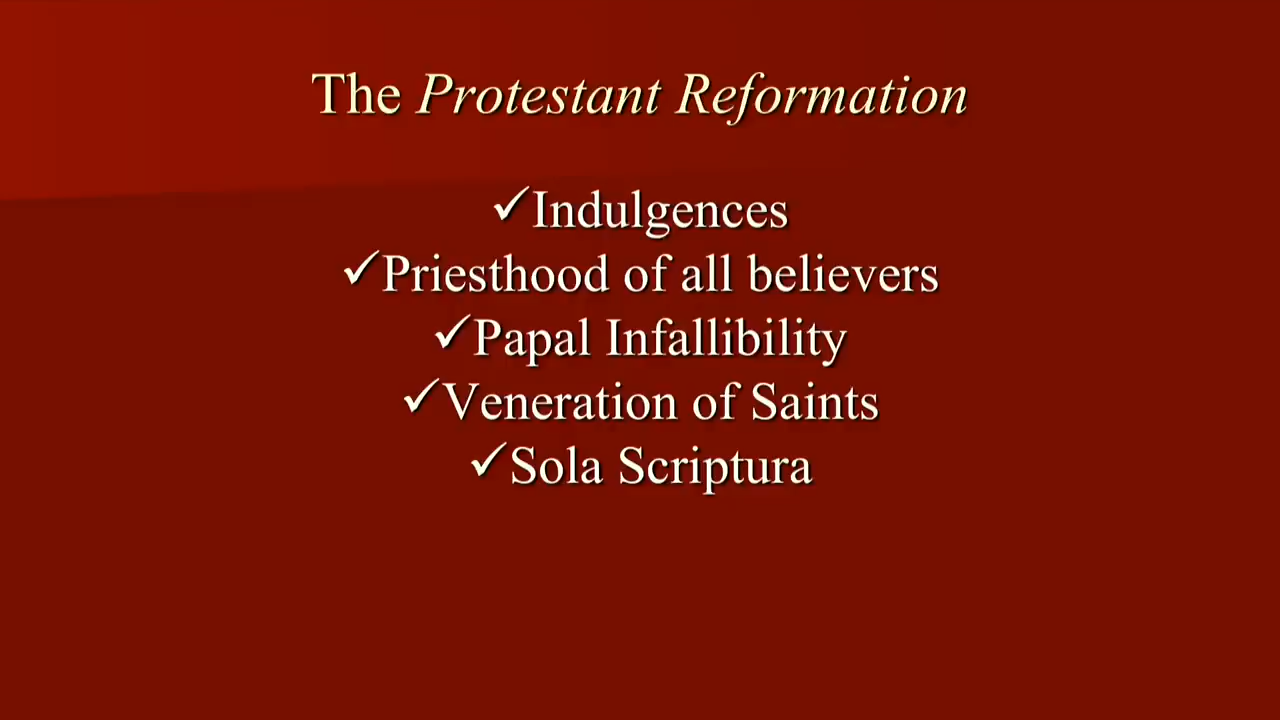 The Protestant Reformation
✓Indulgences
✓Priesthood of all believers
✓Papal Infallibility
✓Veneration of Saints
✓Sola Scriptura